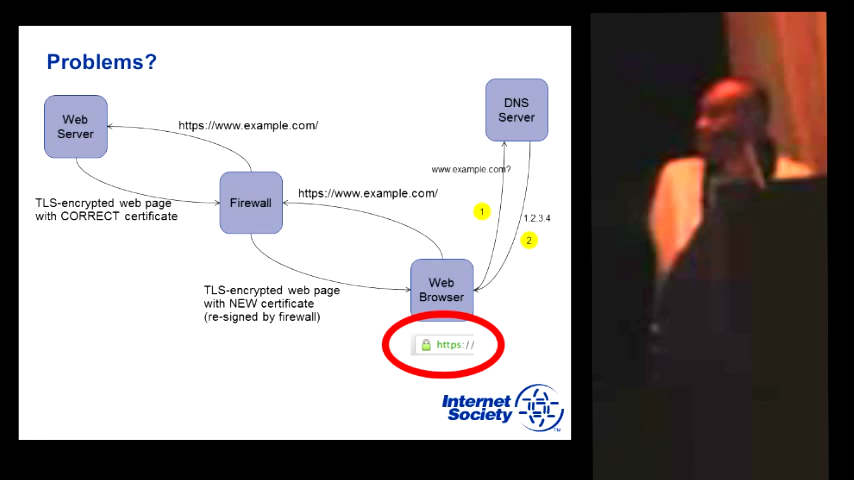 Problems?
Web
Server
https://www.example.com/
DNS
Server
www.example.com?
TLS-encrypted web page
with CORRECT certificate
Firewall
https://www.example.com/
1
1.2.3.4
2
TLS-encrypted web page
with NEW certificate
(re-signed by firewall)
Web
Browser
https://
Internet
Society
TM